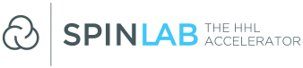 SPINLAB THE HHL
ACCELERATOR